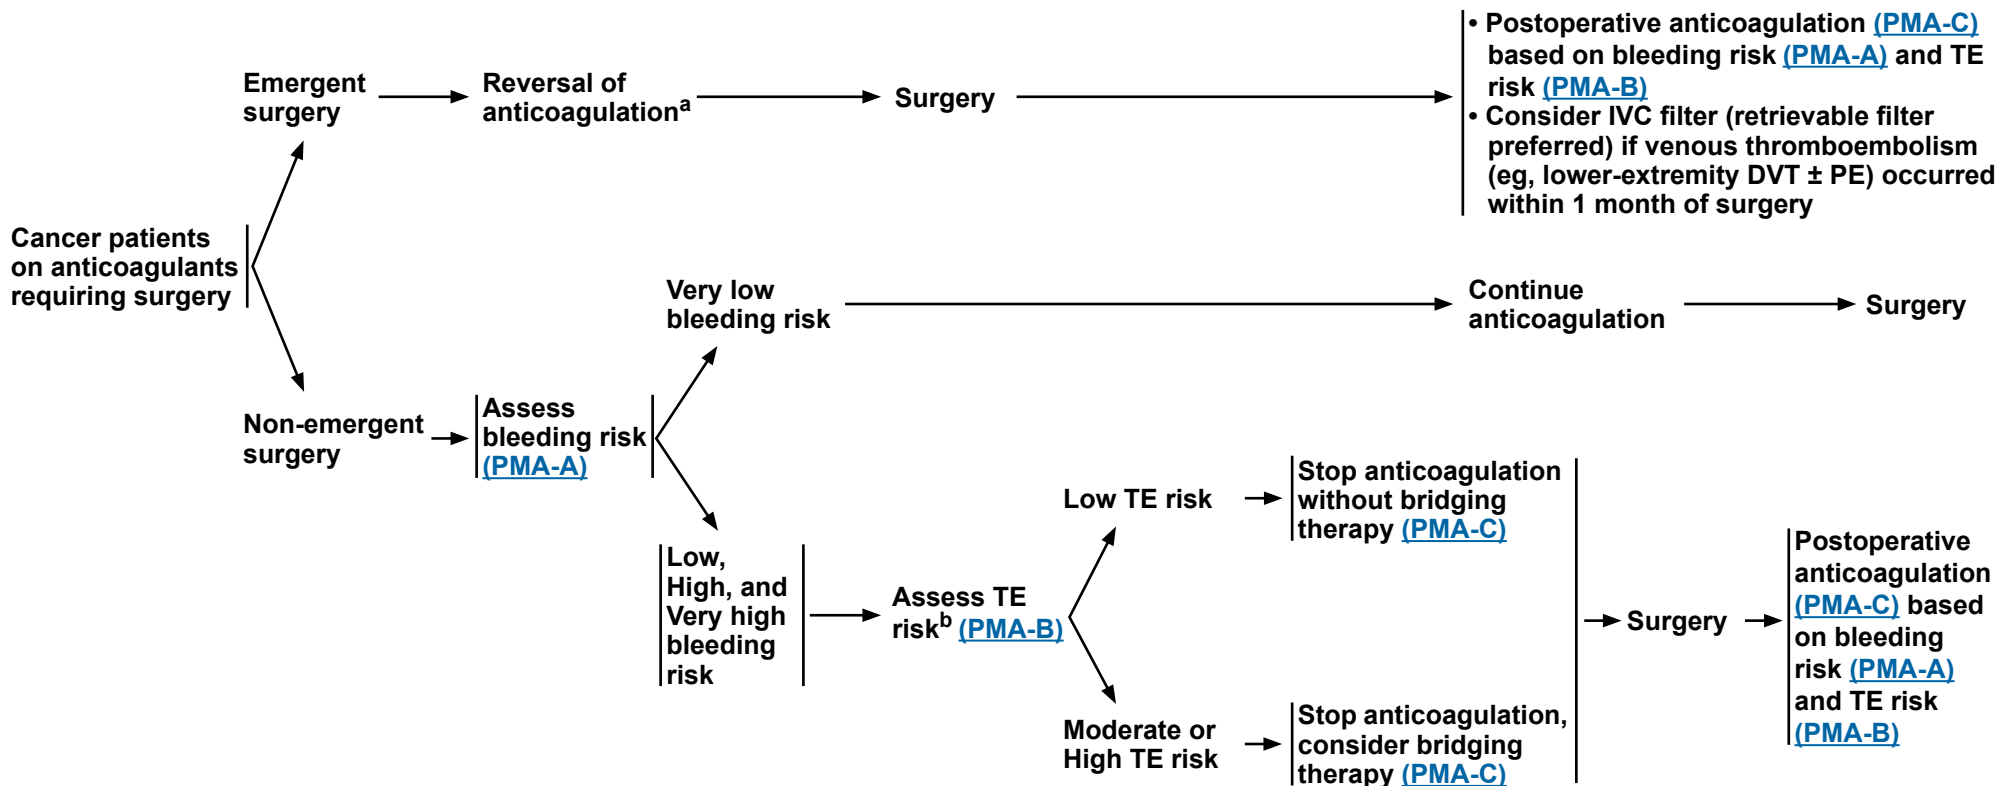 Cancer patients
on anticoagulants
requiring surgery
Emergent
surgery
Reversal of
anticoagulationᵃ
Surgery
• Postoperative anticoagulation (PMA-C)
based on bleeding risk (PMA-A) and TE
risk (PMA-B)
• Consider IVC filter (retrievable filter
preferred) if venous thromboembolism
(eg, lower-extremity DVT ± PE) occurred
within 1 month of surgery
Non-emergent
surgery
Assess
bleeding risk
(PMA-A)
Very low
bleeding risk
Continue
anticoagulation
Surgery
Low,
High, and
Very high
bleeding
risk
Assess TE
riskᵇ (PMA-B)
Low TE risk
Stop anticoagulation
without bridging
therapy (PMA-C)
Moderate or
High TE risk
Stop anticoagulation,
consider bridging
therapy (PMA-C)
Surgery
Postoperative
anticoagulation
(PMA-C) based
on bleeding
risk (PMA-A)
and TE risk
(PMA-B)